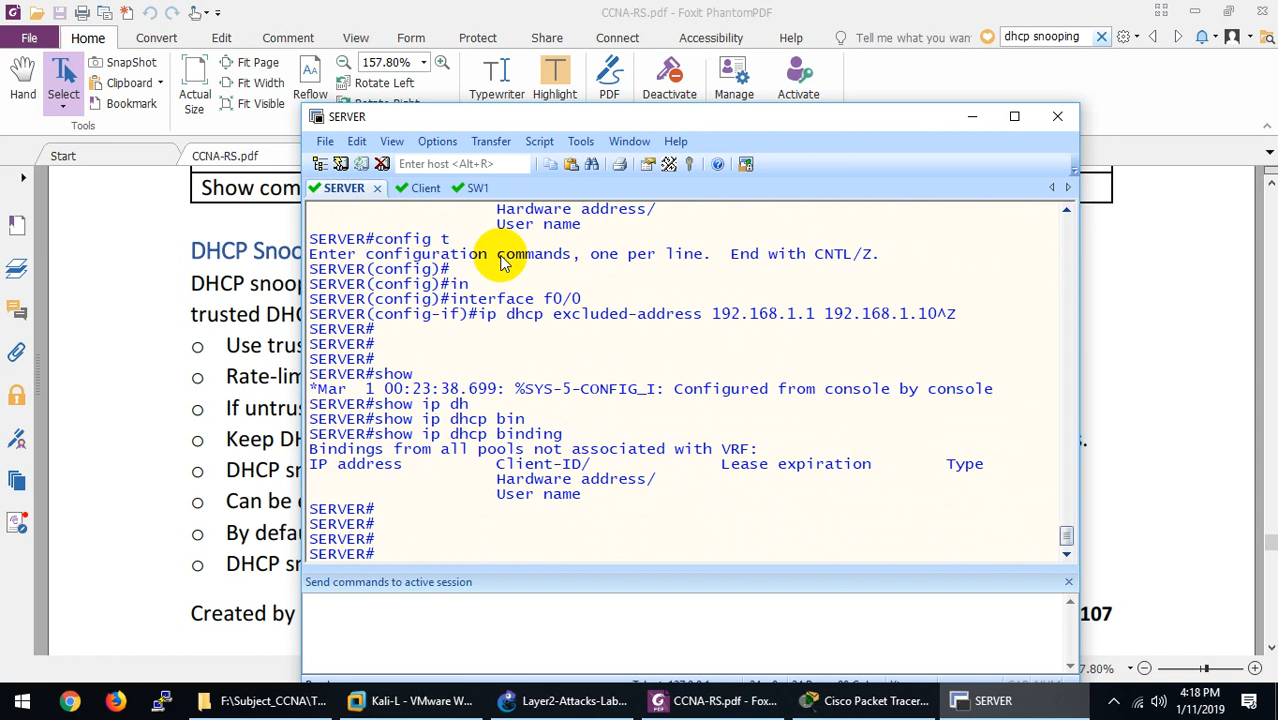 CCNA-RS.pdf - Foxit PhantomPDF
File Home Convert Edit Comment View Form Protect Share Connect Accessibility Help Tell me what you want dhcp snooping
SnapShot Fit Page 157.80%
Clipboard Fit Width Rotate Left
Hand Select Bookmark Actual Size Fit Visible Reflow Typewriter Highlight PDF Deactivate Manage Activate
Tools
Start CCNA-RS.pdf
SERVER
File Edit View Options Transfer Script Tools Window Help
Enter host <Alt+R>
SERVER Client SW1
Show com
DHCP Snoo
DHCP snoop
trusted DHC
o Use trus
o Rate-lim
o If untrus
o Keep DH
o DHCP sn
o Can be
o By defau
o DHCP sn
Created by 107
Hardware address/
User name
SERVER#config t
Enter configuration commands, one per line.  End with CNTL/Z.
SERVER(config)#
SERVER(config)#in
SERVER(config)#interface f0/0
SERVER(config-if)#ip dhcp excluded-address 192.168.1.1 192.168.1.10^Z
SERVER#
SERVER#
SERVER#
SERVER#show
*Mar  1 00:23:38.699: %SYS-5-CONFIG_I: Configured from console by console
SERVER#show ip dh
SERVER#show ip dhcp bin
SERVER#show ip dhcp binding
Bindings from all pools not associated with VRF:
IP address Client-ID/ Lease expiration Type
Hardware address/
User name
SERVER#
SERVER#
SERVER#
SERVER#
Send commands to active session
7.80%
F:\Subject_CCNA\T... Kali-L - VMware W... Layer2-Attacks-Lab... CCNA-RS.pdf - Fo... Cisco Packet Tracer... SERVER
4:18 PM
1/11/2019